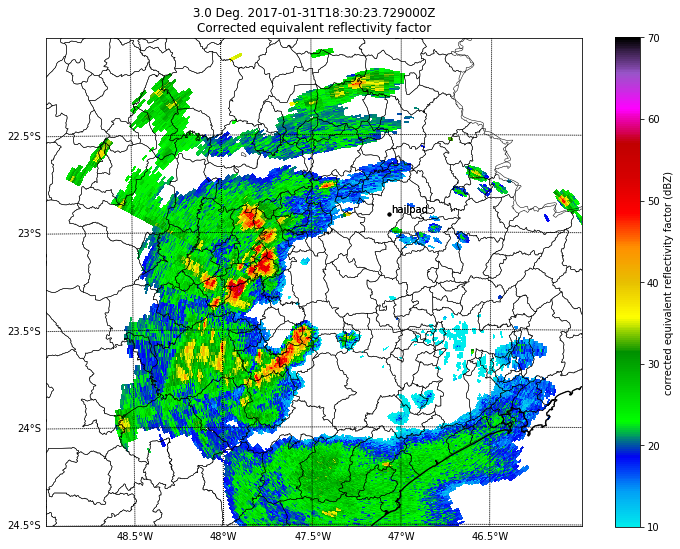 3.0 Deg. 2017-01-31T18:30:23.729000Z
Corrected equivalent reflectivity factor
70
60
50
40
30
20
10
corrected equivalent reflectivity factor (dBZ)
22.5°S
23°S
23.5°S
24°S
24.5°S
48.5°W
48°W
47.5°W
47°W
46.5°W
hailpad